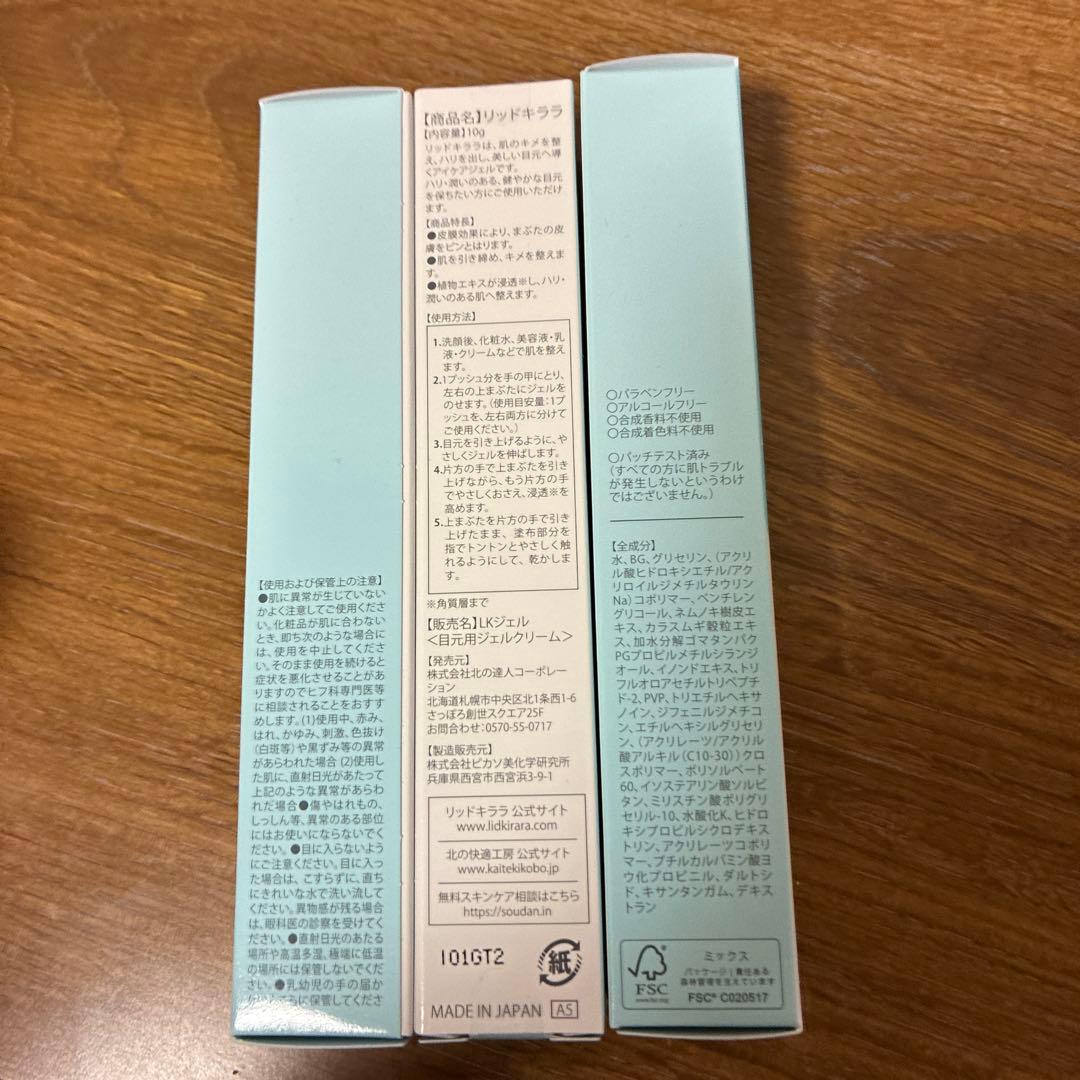 【使用および保管上の注意】
●肌に異常が生じていない
かよく注意してご使用くださ
い。化粧品が肌に合わない
とき、即ち次のような場合に
は、使用を中止してください。
そのまま使用を続けると
症状を悪化させることがあ
りますのでヒフ科専門医等
に相談されることをおすす
めします。(1)使用中、赤み、
はれ、かゆみ、刺激、色抜け
(白斑等)や黒ずみ等の異常
があらわれた場合 (2)使用し
た肌に、直射日光があたって
上記のような異常があらわ
れた場合●傷やはれもの、
しっしん等、異常のある部位
にはお使いにならないでく
ださい。●目に入らないよう
にご注意ください。目に入っ
た場合は、こすらずに、直ち
にきれいな水で洗い流して
ください。異物感が残る場合
は、眼科医の診察を受けてく
ださい。●直射日光のあたる
場所や高温多湿、極端に低温
の場所には保管しないでくだ
さい。●乳幼児の手の届か
ないところに保管してくださ
【商品名】リッドキララ
【内容量】10g
リッドキララは、肌のキメを整
え、ハリを出し、美しい目元へ導
くアイケアジェルです。
ハリ・潤いのある、健やかな目元
を保ちたい方にご使用いただけ
ます。
【商品特長】
●皮膜効果により、まぶたの皮
膚をピンとはります。
●肌を引き締め、キメを整えま
す。
●植物エキスが浸透※し、ハリ・
潤いのある肌へ整えます。
【使用方法】
1.洗顔後、化粧水、美容液・乳
液・クリームなどで肌を整え
ます。
2.1プッシュ分を手の甲にとり、
左右の上まぶたにジェルを
のせます。(使用目安量:1プ
ッシュを、左右両方に分けて
ご使用ください。)
3.目元を引き上げるように、や
さしくジェルを伸ばします。
4.片方の手で上まぶたを引き
上げながら、もう片方の手
でやさしくおさえ、浸透※を
高めます。
5.上まぶたを片方の手で引き
上げたまま、塗布部分を
指でトントンとやさしく触
れるようにして、乾かしま
す。
※角質層まで
【販売名】LKジェル
<目元用ジェルクリーム>
【発売元】
株式会社北の達人コーポレー
ション
北海道札幌市中央区北1条西1-6
さっぽろ創世スクエア25F
お問合わせ:0570-55-0717
【製造販売元】
株式会社ピカソ美化学研究所
兵庫県西宮市西宮浜3-9-1
リッドキララ 公式サイト
www.lidkirara.com
北の快適工房 公式サイト
www.kaitekikobo.jp
無料スキンケア相談はこちら
https://soudan.in
101GT2
紙
MADE IN JAPAN A5
○パラベンフリー
○アルコールフリー
○合成香料不使用
○合成着色料不使用
○パッチテスト済み
(すべての方に肌トラブル
が発生しないというわけ
ではございません。)
【全成分】
水、BG、グリセリン、(アクリ
ル酸ヒドロキシエチル/アク
リロイルジメチルタウリン
Na)コポリマー、ペンチレン
グリコール、ネムノキ樹皮エ
キス、カラスムギ穀粒エキ
ス、加水分解ゴマタンパク
PGプロピルメチルシランジ
オール、イノンドエキス、トリ
フルオロアセチルトリペプチ
ド-2、PVP、トリエチルヘキサ
ノイン、ジフェニルジメチコ
ン、エチルヘキシルグリセリ
ン、(アクリレーツ/アクリル
酸アルキル(C10-30))クロ
スポリマー、ポリソルベート
60、イソステアリン酸ソルビ
タン、ミリスチン酸ポリグリ
セリル-10、水酸化K、ヒドロ
キシプロピルシクロデキス
トリン、アクリレーツコポリ
マー、ブチルカルバミン酸ヨ
ウ化プロピニル、ダルトシ
ド、キサンタンガム、デキス
トラン
FSC
www.fsc.org
ミックス
パッケージ | 責任ある
森林管理を支えています
FSC® C020517